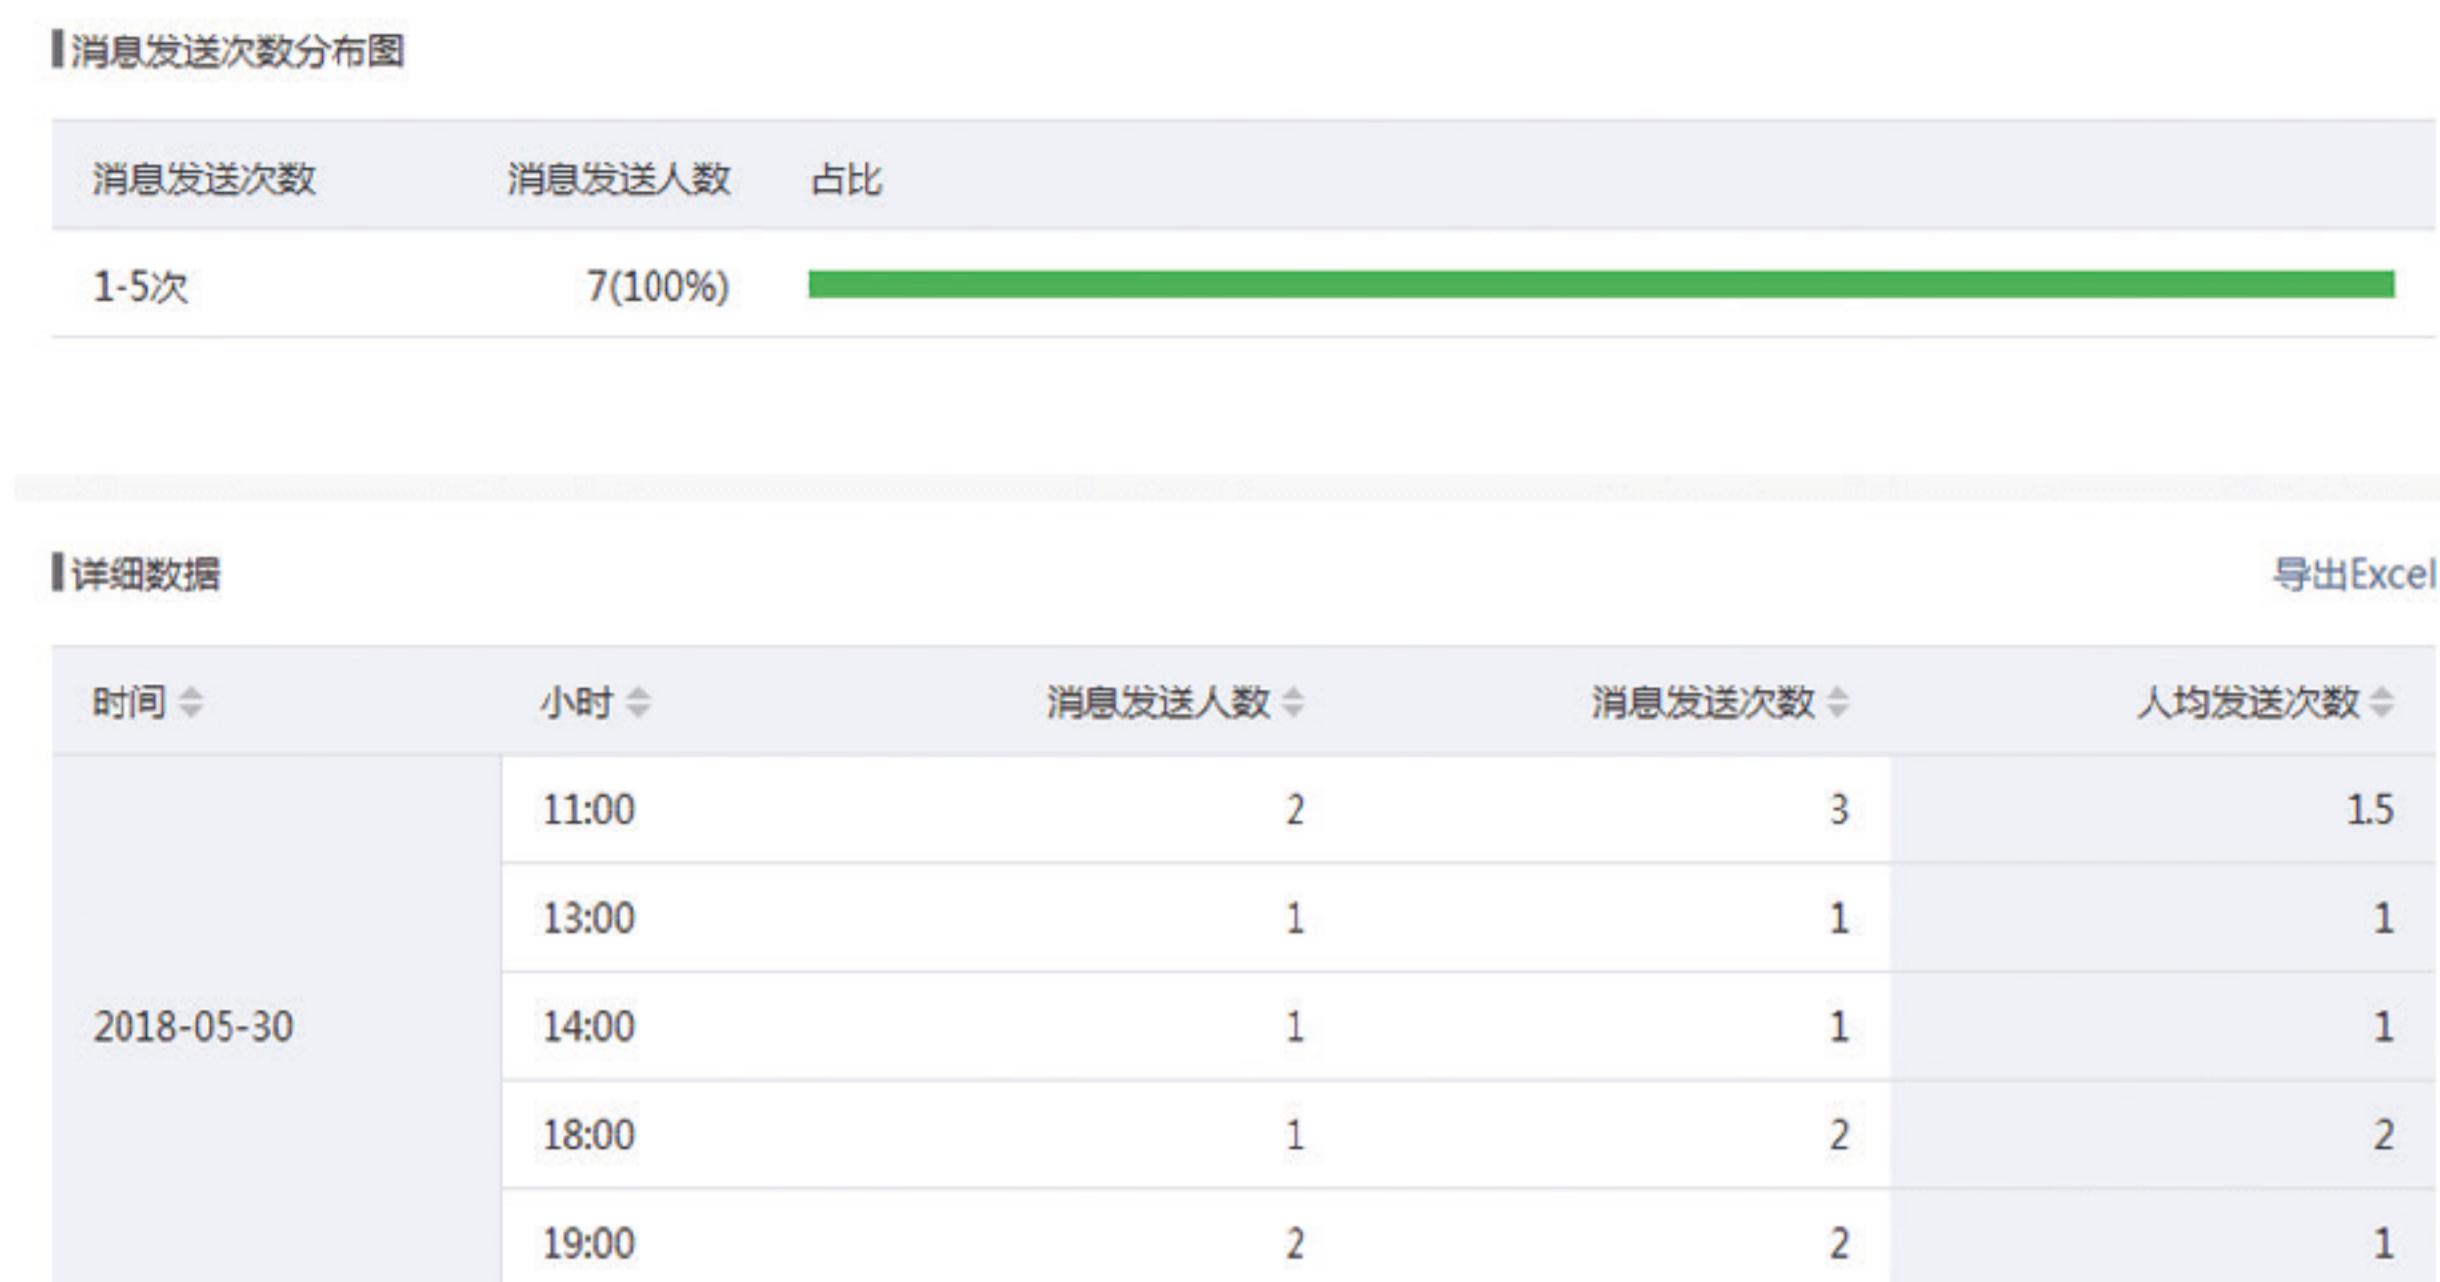 消息发送次数分布图
消息发送次数 消息发送人数 占比
1-5次 7(100%)
详细数据 导出Excel
时间 小时 消息发送人数 消息发送次数 人均发送次数
11:00 2 3 1.5
13:00 1 1 1
2018-05-30 14:00 1 1 1
18:00 1 2 2
19:00 2 2 1